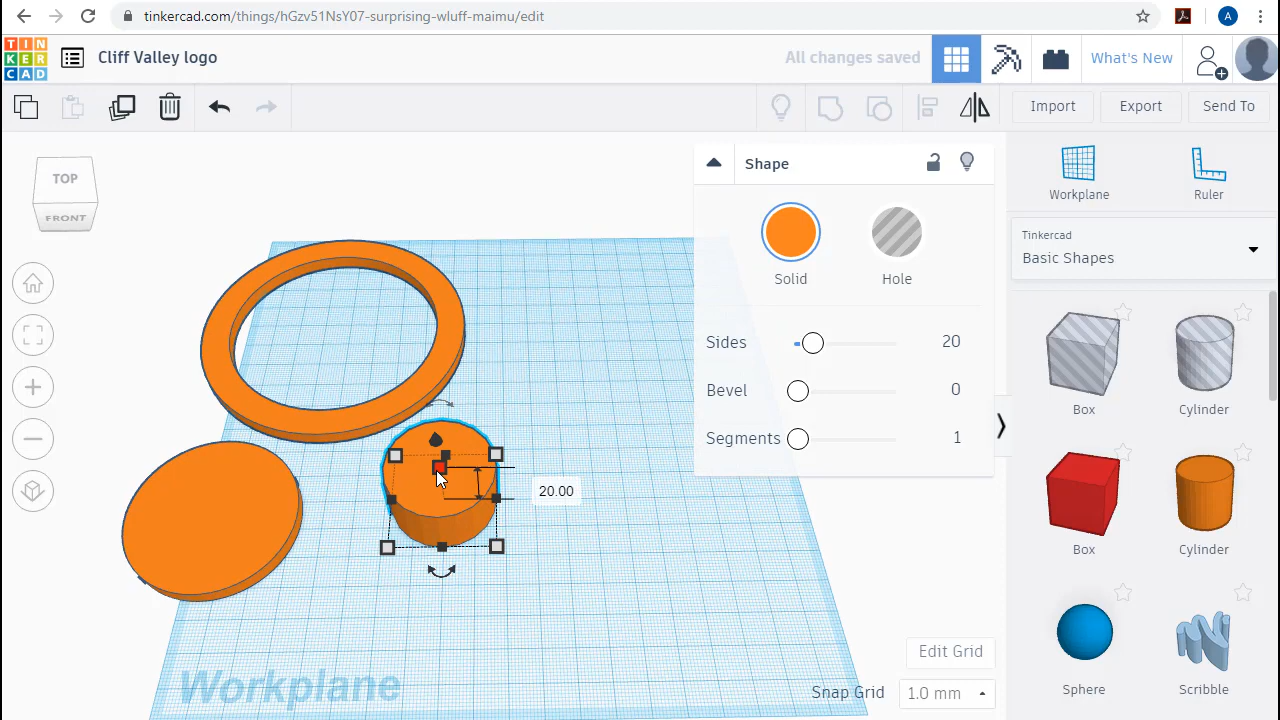 tinkercad.com/things/hGzv51NsY07-surprising-wluff-maimu/edit
A
TIN
KER
CAD
Cliff Valley logo
All changes saved
What's New
Import
Export
Send To
TOP
FRONT
Shape
Solid
Hole
Sides
20
Bevel
0
Segments
1
20.00
Workplane
Ruler
Tinkercad
Basic Shapes
Box
Cylinder
Box
Cylinder
Sphere
Scribble
Workplane
Edit Grid
Snap Grid
1.0 mm